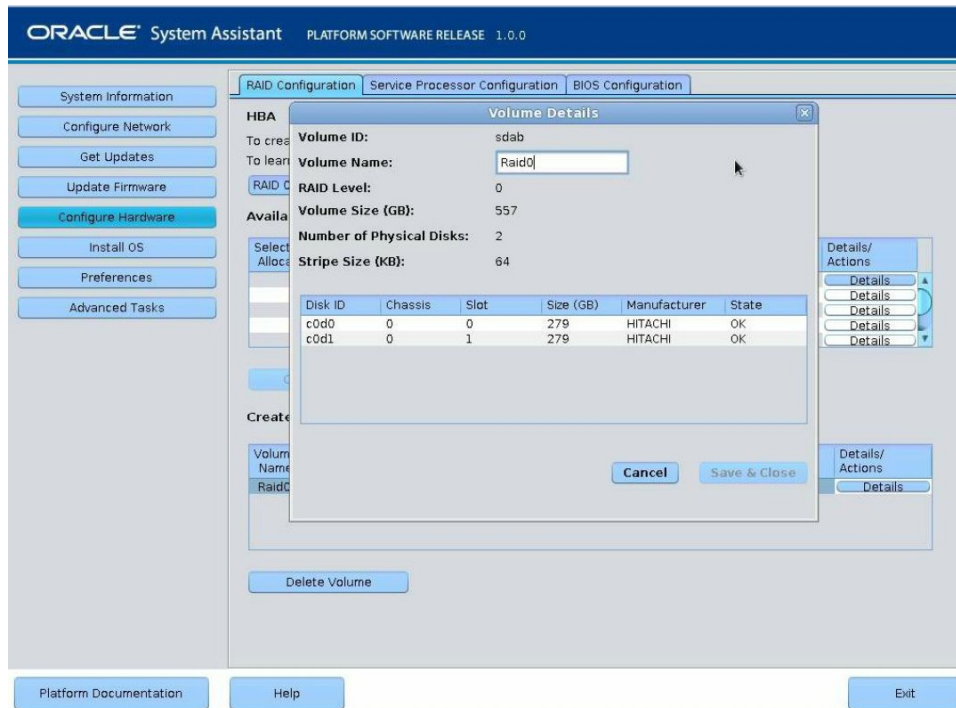 ORACLE® System Assistant PLATFORM SOFTWARE RELEASE 1.0.0
System Information
Configure Network
Get Updates
Update Firmware
Configure Hardware
Install OS
Preferences
Advanced Tasks
RAID Configuration Service Processor Configuration BIOS Configuration
HBA
To crea
To learn
RAID C
Availa
Select
Alloca
Details/
Actions
Details
Details
Details
Details
Details
C
Create
Volum
Name
Details/
Actions
Raid0
Details
Delete Volume
Volume Details
Volume ID: sdab
Volume Name: Raid0
RAID Level: 0
Volume Size (GB): 557
Number of Physical Disks: 2
Stripe Size (KB): 64
Disk ID Chassis Slot Size (GB) Manufacturer State
c0d0 0 0 279 HITACHI OK
c0d1 0 1 279 HITACHI OK
Cancel Save & Close
Platform Documentation Help Exit